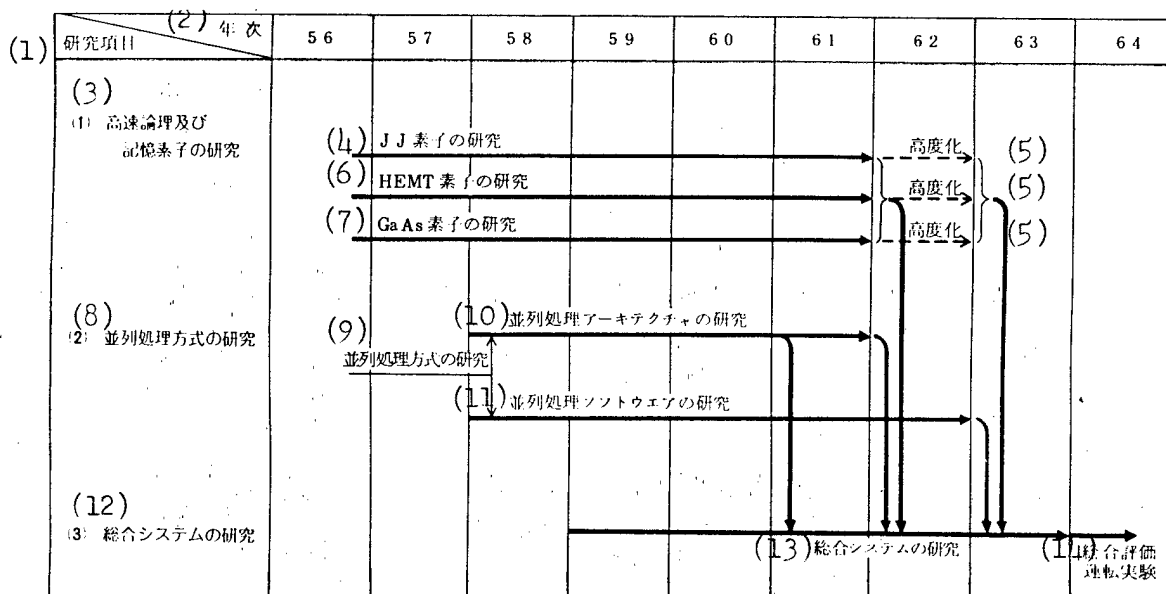 (2) 年次
(1) 研究項目
56 57 58 59 60 61 62 63 64
(3)
(1) 高速論理及び
記憶素子の研究
(4) JJ素子の研究
高度化 (5)
(6) HEMT素子の研究
高度化 (5)
(7) GaAs素子の研究
高度化 (5)
(8)
(2) 並列処理方式の研究
(9)
並列処理方式の研究
(10) 並列処理アーキテクチャの研究
(11) 並列処理ソフトウエアの研究
(12)
(3) 総合システムの研究
(13) 総合システムの研究
(14) 総合評価
運転実験